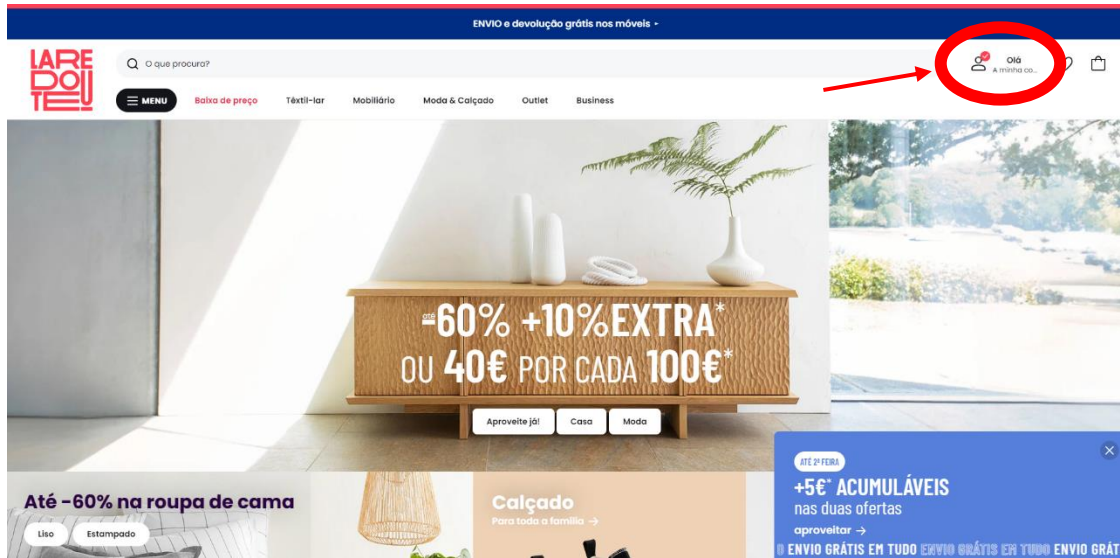 ENVIO e devolução grátis nos móveis
LA RE
DOU
TE!
O que procura?
Olá
A minha co...
MENU
Baixa de preço
Têxtil-lar
Mobiliário
Moda & Calçado
Outlet
Business
até
-60% +10% EXTRA*
OU 40€ POR CADA 100€*
Aproveite já!
Casa
Moda
Até -60% na roupa de cama
Liso
Estampado
Calçado
Para toda a família →
ATÉ 2ª FEIRA
+5€* ACUMULÁVEIS
nas duas ofertas
aproveitar →
O ENVIO GRÁTIS EM TUDO ENVIO GRÁTIS EM TUDO ENVIO GRÁT